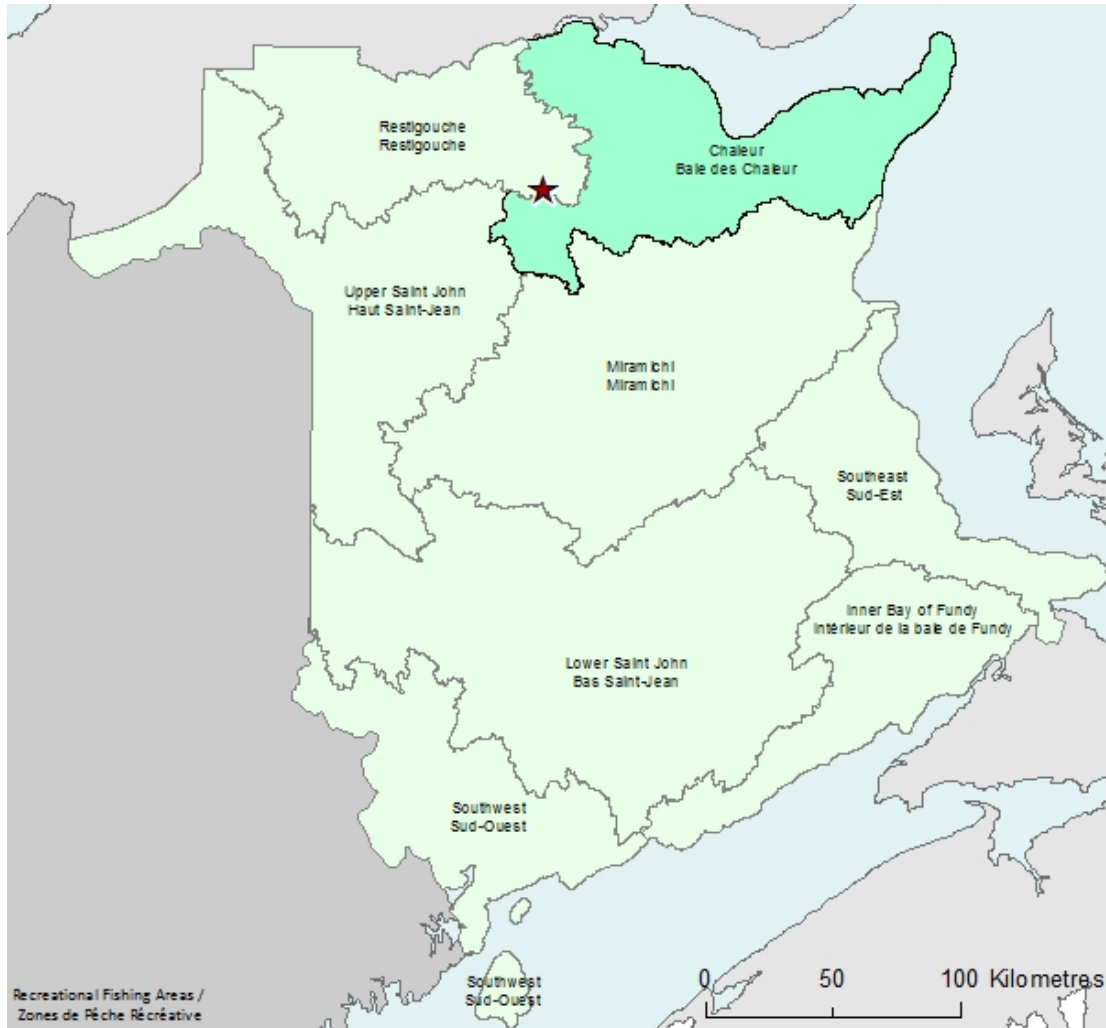 Restigouche
Restigouche
Chaleur
Baie des Chaleur
Upper Saint John
Haut Saint-Jean
Miramichi
Miramichi
Southeast
Sud-Est
Inner Bay of Fundy
Intérieur de la baie de Fundy
Lower Saint John
Bas Saint-Jean
Southwest
Sud-Ouest
Southwest
Sud-Ouest
0 50 100 Kilometres
Recreational Fishing Areas /
Zones de Pêche Récréative